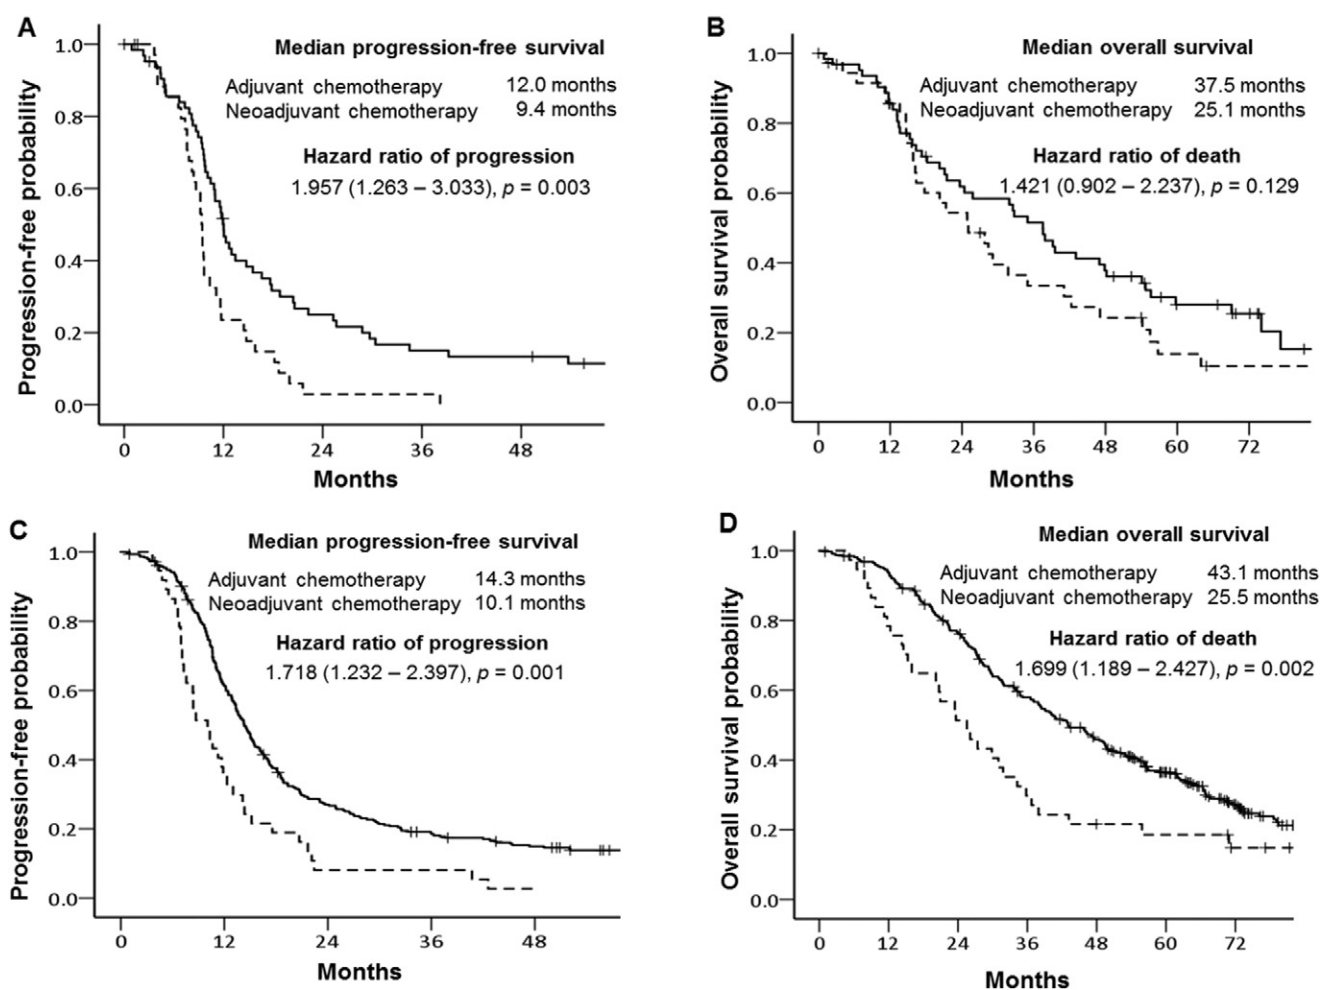 A
Median progression-free survival
Adjuvant chemotherapy 12.0 months
Neoadjuvant chemotherapy 9.4 months
Hazard ratio of progression
1.957 (1.263 – 3.033), p = 0.003
Progression-free probability
1.0
0.8
0.6
0.4
0.2
0.0
0 12 24 36 48
Months
B
Median overall survival
Adjuvant chemotherapy 37.5 months
Neoadjuvant chemotherapy 25.1 months
Hazard ratio of death
1.421 (0.902 – 2.237), p = 0.129
Overall survival probability
1.0
0.8
0.6
0.4
0.2
0.0
0 12 24 36 48 60 72
Months
C
Median progression-free survival
Adjuvant chemotherapy 14.3 months
Neoadjuvant chemotherapy 10.1 months
Hazard ratio of progression
1.718 (1.232 – 2.397), p = 0.001
Progression-free probability
1.0
0.8
0.6
0.4
0.2
0.0
0 12 24 36 48
Months
D
Median overall survival
Adjuvant chemotherapy 43.1 months
Neoadjuvant chemotherapy 25.5 months
Hazard ratio of death
1.699 (1.189 – 2.427), p = 0.002
Overall survival probability
1.0
0.8
0.6
0.4
0.2
0.0
0 12 24 36 48 60 72
Months